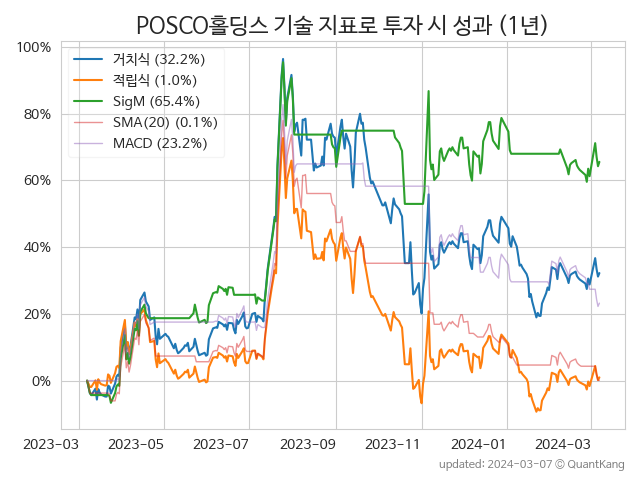 POSCO홀딩스 기술 지표로 투자 시 성과 (1년)
100%
80%
60%
40%
20%
0%
거치식 (32.2%)
적립식 (1.0%)
SigM (65.4%)
SMA(20) (0.1%)
MACD (23.2%)
2023-03 2023-05 2023-07 2023-09 2023-11 2024-01 2024-03
updated: 2024-03-07 © QuantKang